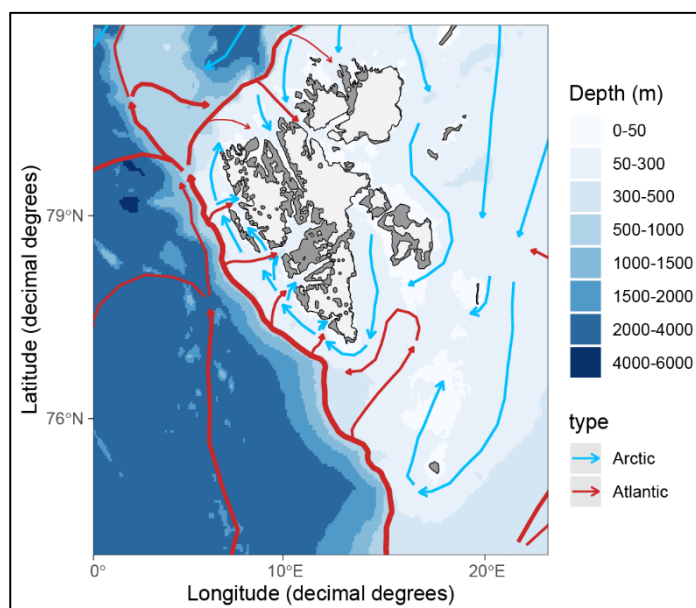 79°N
76°N
0°
10°E
20°E
Latitude (decimal degrees)
Longitude (decimal degrees)
Depth (m)
0-50
50-300
300-500
500-1000
1000-1500
1500-2000
2000-4000
4000-6000
type
Arctic
Atlantic